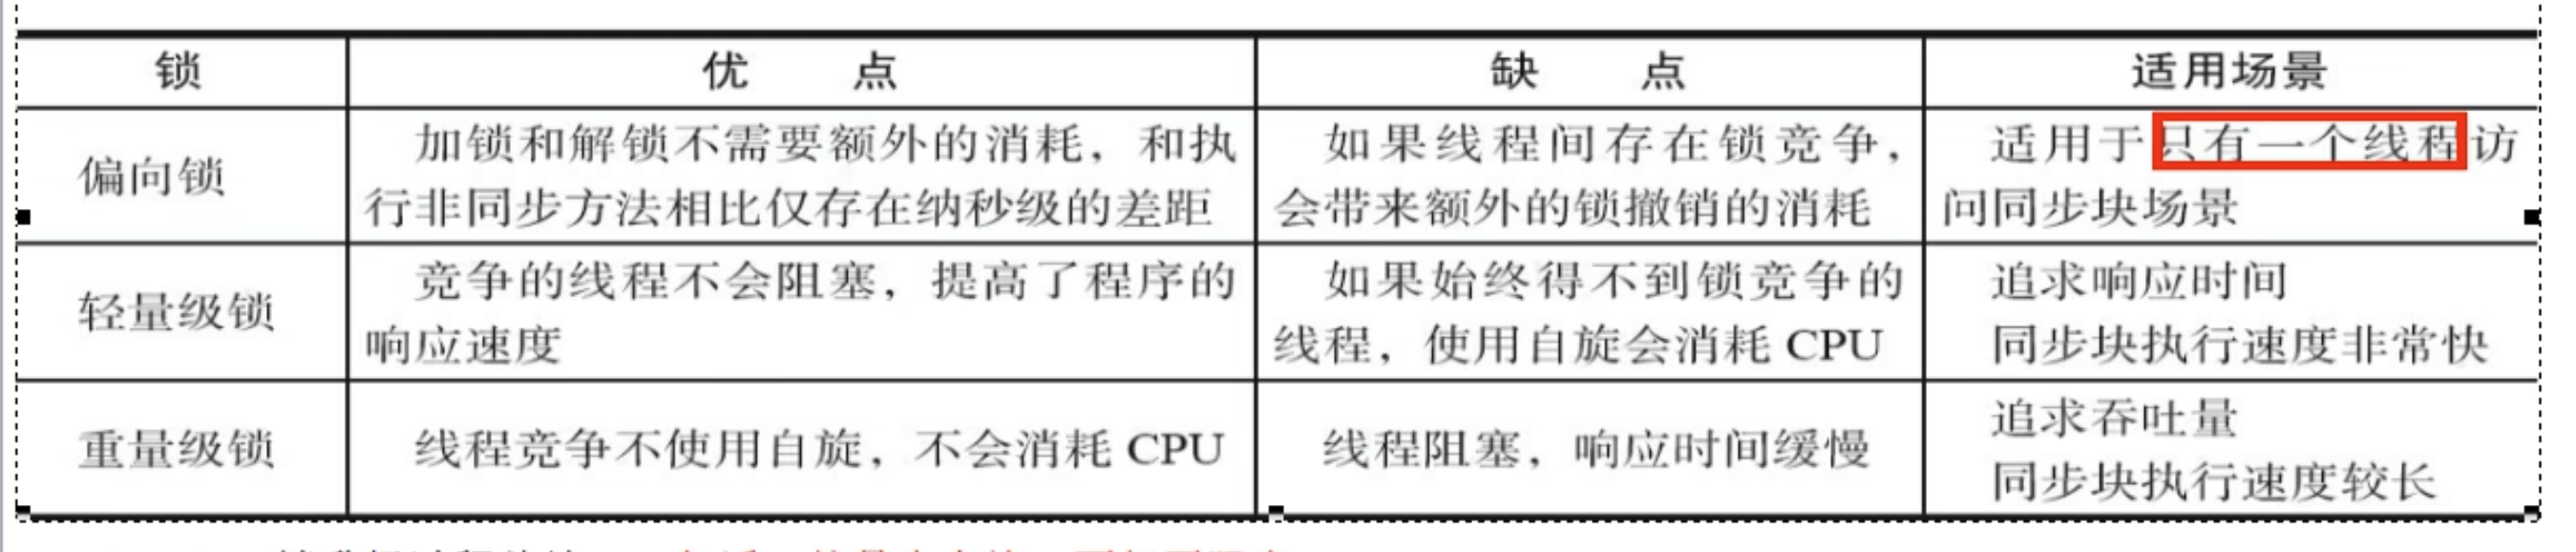 锁 优 点 缺 点 适用场景
偏向锁
加锁和解锁不需要额外的消耗，和执
行非同步方法相比仅存在纳秒级的差距
如果线程间存在锁竞争，
会带来额外的锁撤销的消耗
适用于只有一个线程访
问同步块场景
轻量级锁
竞争的线程不会阻塞，提高了程序的
响应速度
如果始终得不到锁竞争的
线程，使用自旋会消耗 CPU
追求响应时间
同步块执行速度非常快
重量级锁
线程竞争不使用自旋，不会消耗 CPU
线程阻塞，响应时间缓慢
追求吞吐量
同步块执行速度较长